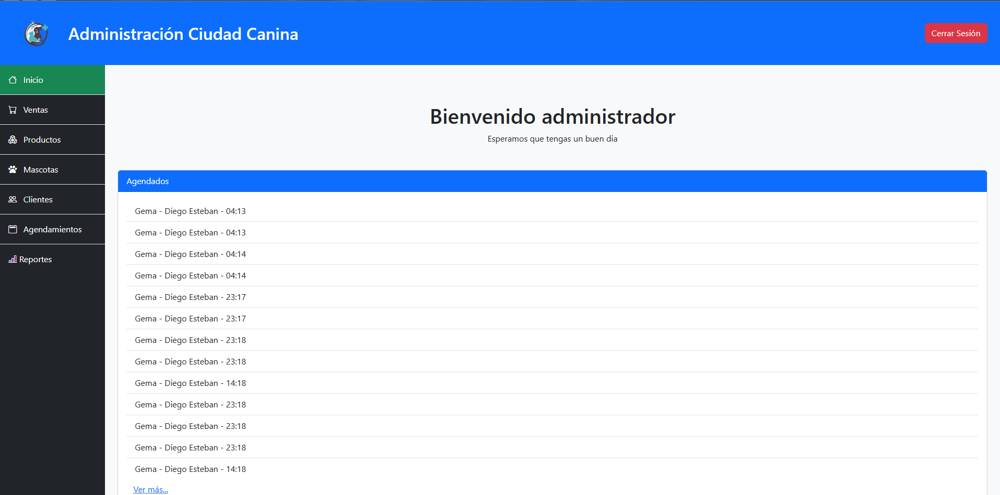 Administración Ciudad Canina
Cerrar Sesión
Inicio
Ventas
Productos
Mascotas
Clientes
Agendamientos
Reportes
Bienvenido administrador
Esperamos que tengas un buen dia
Agendados
Gema - Diego Esteban - 04:13
Gema - Diego Esteban - 04:13
Gema - Diego Esteban - 04:14
Gema - Diego Esteban - 04:14
Gema - Diego Esteban - 23:17
Gema - Diego Esteban - 23:17
Gema - Diego Esteban - 23:18
Gema - Diego Esteban - 23:18
Gema - Diego Esteban - 14:18
Gema - Diego Esteban - 23:18
Gema - Diego Esteban - 23:18
Gema - Diego Esteban - 23:18
Gema - Diego Esteban - 14:18
Ver más...